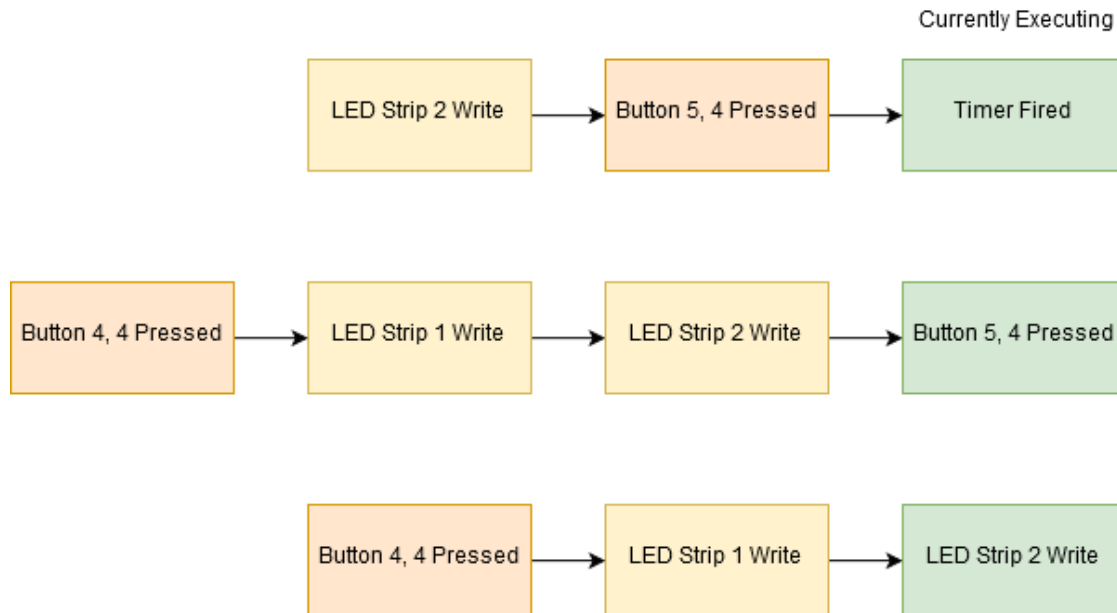 Currently Executing
LED Strip 2 Write
Button 5, 4 Pressed
Timer Fired
Button 4, 4 Pressed
LED Strip 1 Write
LED Strip 2 Write
Button 5, 4 Pressed
Button 4, 4 Pressed
LED Strip 1 Write
LED Strip 2 Write